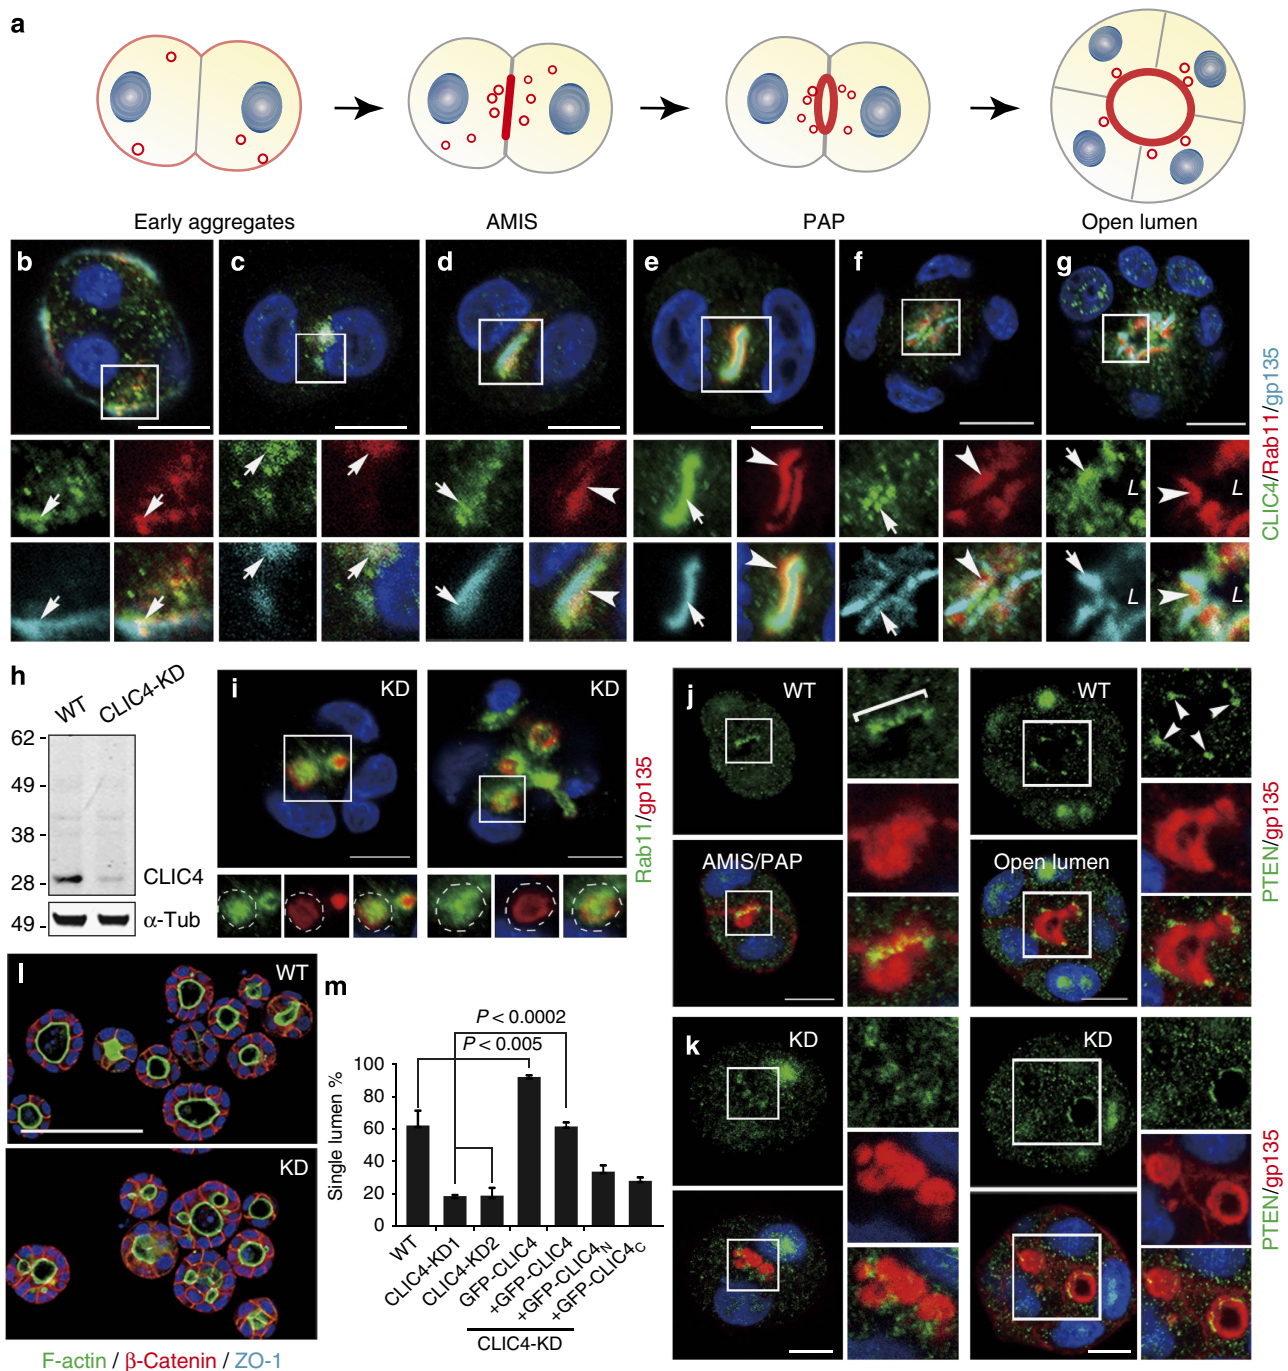 a
Early aggregates
AMIS
PAP
Open lumen
b
c
d
e
f
g
L
L
L
L
CLIC4/Rab11/gp135
h
WT
CLIC4-KD
62
49
38
28
CLIC4
49
α-Tub
i
KD
KD
Rab11/gp135
j
WT
AMIS/PAP
WT
Open lumen
PTEN/gp135
k
KD
KD
PTEN/gp135
l
WT
KD
F-actin / β-Catenin / ZO-1
m
P < 0.0002
P < 0.005
Single lumen %
100
80
60
40
20
0
WT
CLIC4-KD1
CLIC4-KD2
GFP-CLIC4
+GFP-CLIC4
+GFP-CLIC4N
+GFP-CLIC4C
CLIC4-KD